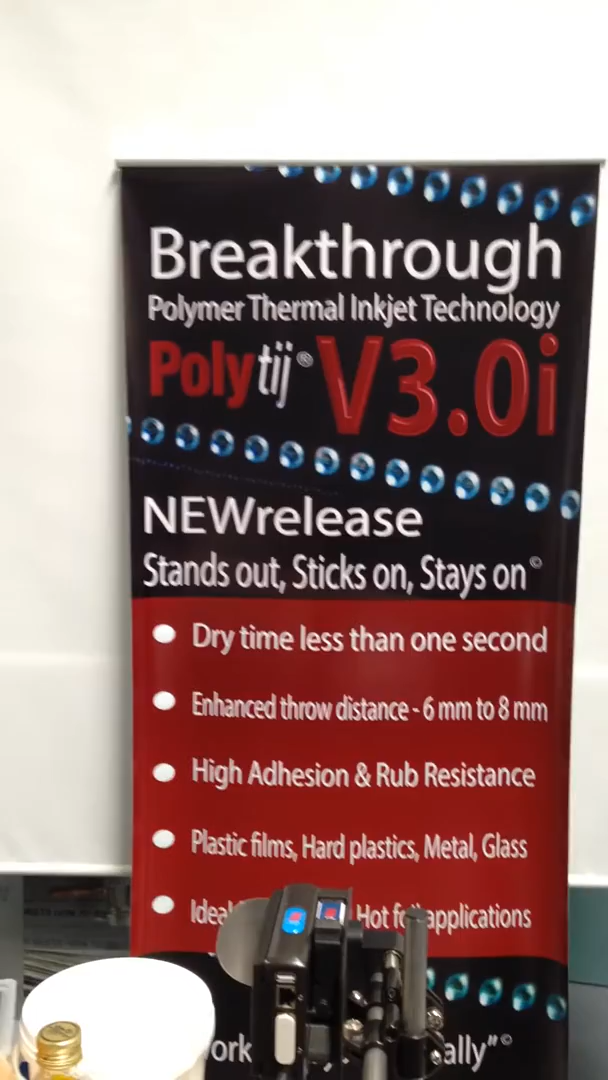 Breakthrough
Polymer Thermal Inkjet Technology
Polytij® V3.0i
NEWrelease
Stands out, Sticks on, Stays on©
Dry time less than one second
Enhanced throw distance - 6 mm to 8 mm
High Adhesion & Rub Resistance
Plastic films, Hard plastics, Metal, Glass
Ideal Hot foil applications
ork ally”©